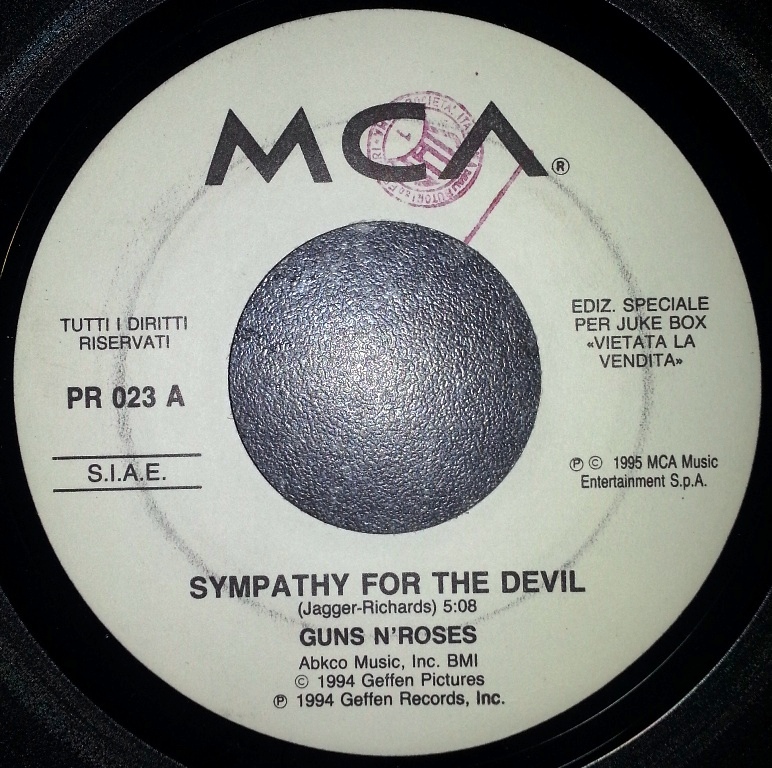 MCA®
TUTTI I DIRITTI
RISERVATI
PR 023 A
S.I.A.E.
EDIZ. SPECIALE
PER JUKE BOX
«VIETATA LA
VENDITA»
℗ © 1995 MCA Music
Entertainment S.p.A.
SYMPATHY FOR THE DEVIL
(Jagger-Richards) 5:08
GUNS N'ROSES
Abkco Music, Inc. BMI
© 1994 Geffen Pictures
℗ 1994 Geffen Records, Inc.